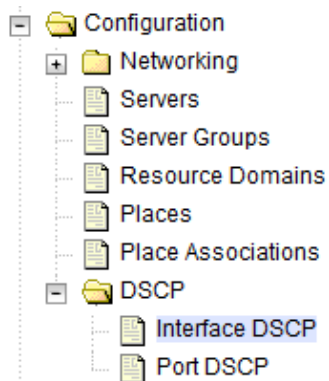 Configuration
Networking
Servers
Server Groups
Resource Domains
Places
Place Associations
DSCP
Interface DSCP
Port DSCP